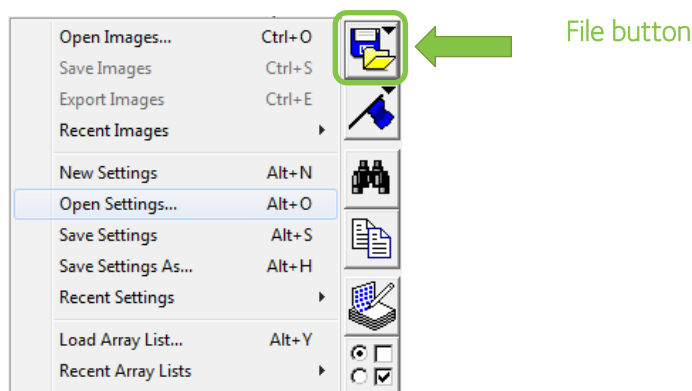 File button
Open Images... Ctrl+O
Save Images Ctrl+S
Export Images Ctrl+E
Recent Images
New Settings Alt+N
Open Settings... Alt+O
Save Settings Alt+S
Save Settings As... Alt+H
Recent Settings
Load Array List... Alt+Y
Recent Array Lists